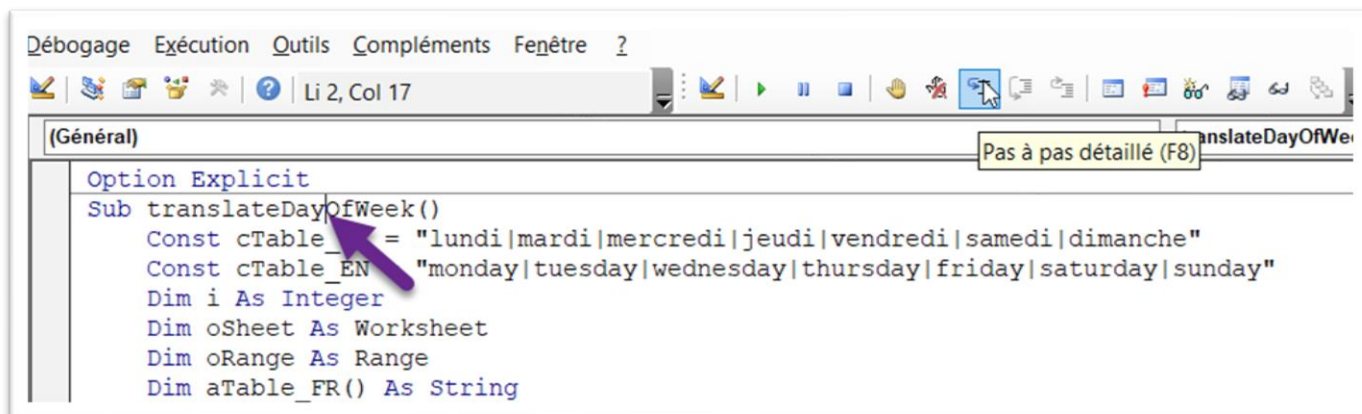 Débogage Exécution Outils Compléments Fenêtre ?
Li 2, Col 17
(Général)
Pas à pas détaillé (F8)
Option Explicit
Sub translateDayOfWeek()
Const cTable = "lundi|mardi|mercredi|jeudi|vendredi|samedi|dimanche"
Const cTable_EN "monday|tuesday|wednesday|thursday|friday|saturday|sunday"
Dim i As Integer
Dim oSheet As Worksheet
Dim oRange As Range
Dim aTable_FR() As String